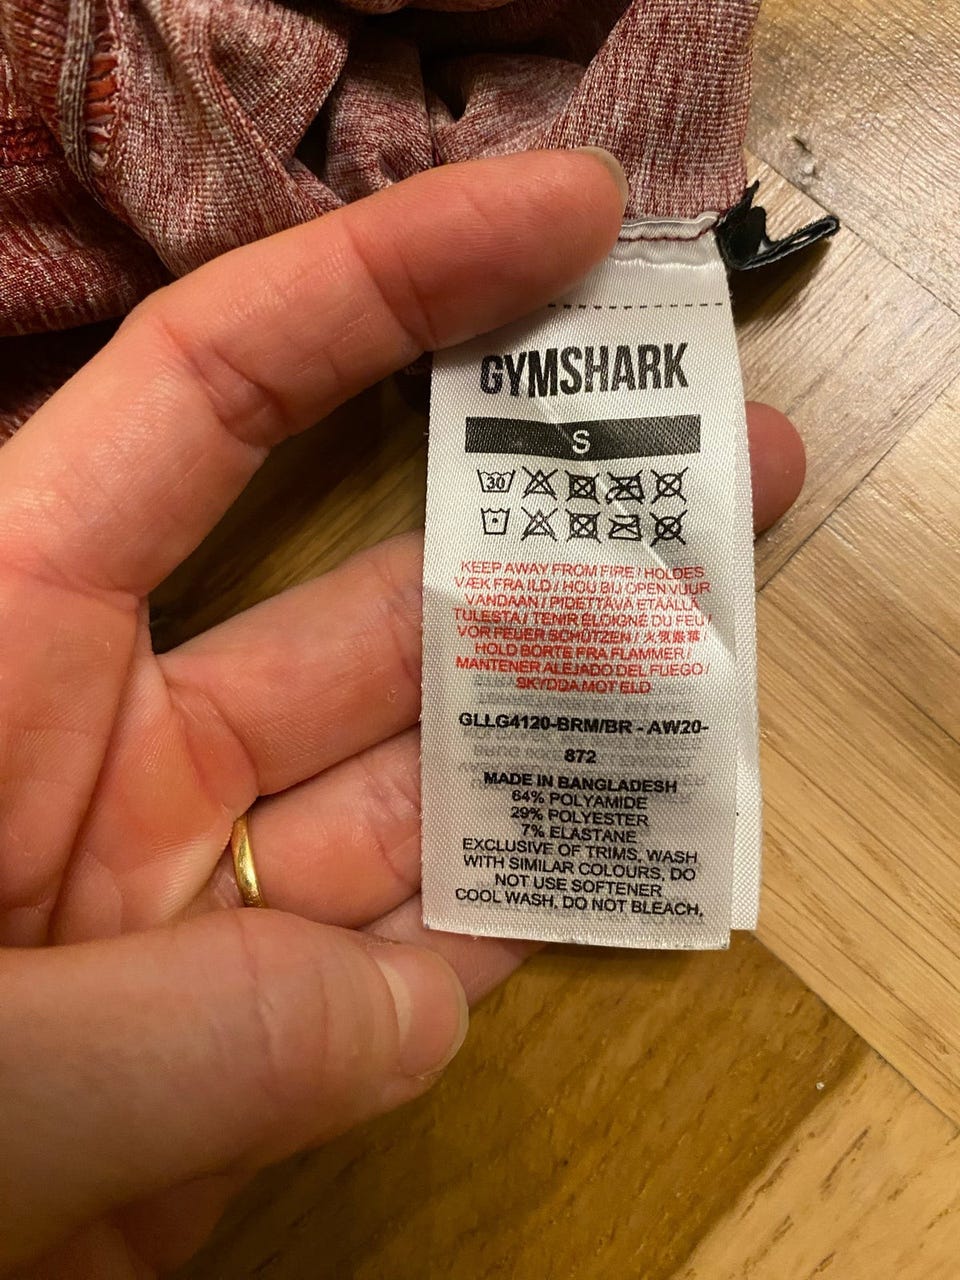 GYMSHARK
S
30
KEEP AWAY FROM FIRE / HOLDES
VÆK FRA ILD / HOU BIJ OPEN VUUR
VANDAAN / PIDETTÄVÄ ETÄÄLLÄ
TULESTA / TENIR ÉLOIGNÉ DU FEU /
VOR FEUER SCHÜTZEN / 火気厳禁 /
HOLD BORTE FRA FLAMMER /
MANTENER ALEJADO DEL FUEGO /
SKYDDA MOT ELD
GLLG4120-BRM/BR - AW20-
872
MADE IN BANGLADESH
64% POLYAMIDE
29% POLYESTER
7% ELASTANE
EXCLUSIVE OF TRIMS, WASH
WITH SIMILAR COLOURS, DO
NOT USE SOFTENER
COOL WASH, DO NOT BLEACH,